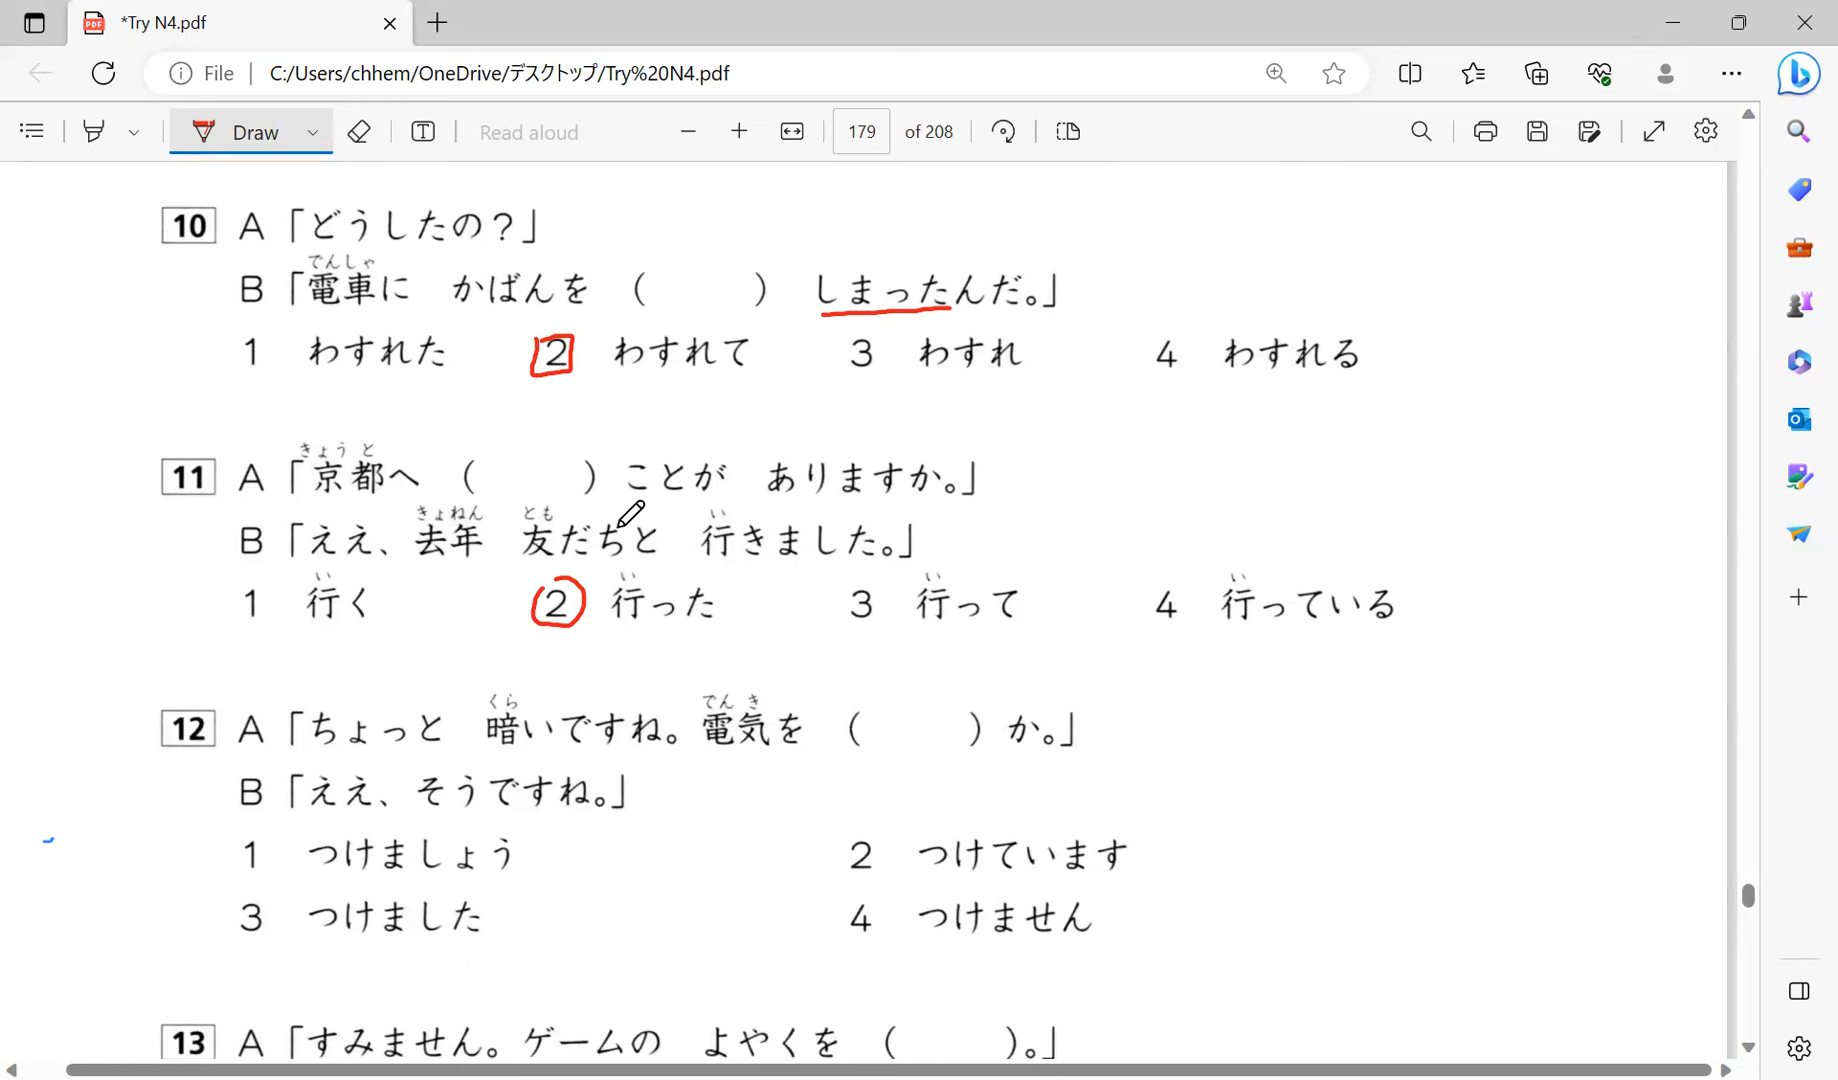 *Try N4.pdf
File C:/Users/chhem/OneDrive/デスクトップ/Try%20N4.pdf
Draw Read aloud 179 of 208
10 A「どうしたの？」
でんしゃ
B「電車に かばんを （ ） しまったんだ。」
1 わすれた 2 わすれて 3 わすれ 4 わすれる
きょうと
11 A「京都へ （ ）ことが ありますか。」
きょねん とも い
B「ええ、去年 友だちと 行きました。」
い い い い
1 行く 2 行った 3 行って 4 行っている
くら でんき
12 A「ちょっと 暗いですね。電気を （ ）か。」
B「ええ、そうですね。」
1 つけましょう 2 つけています
3 つけました 4 つけません
13 A「すみません。ゲームの よやくを （ ）。」